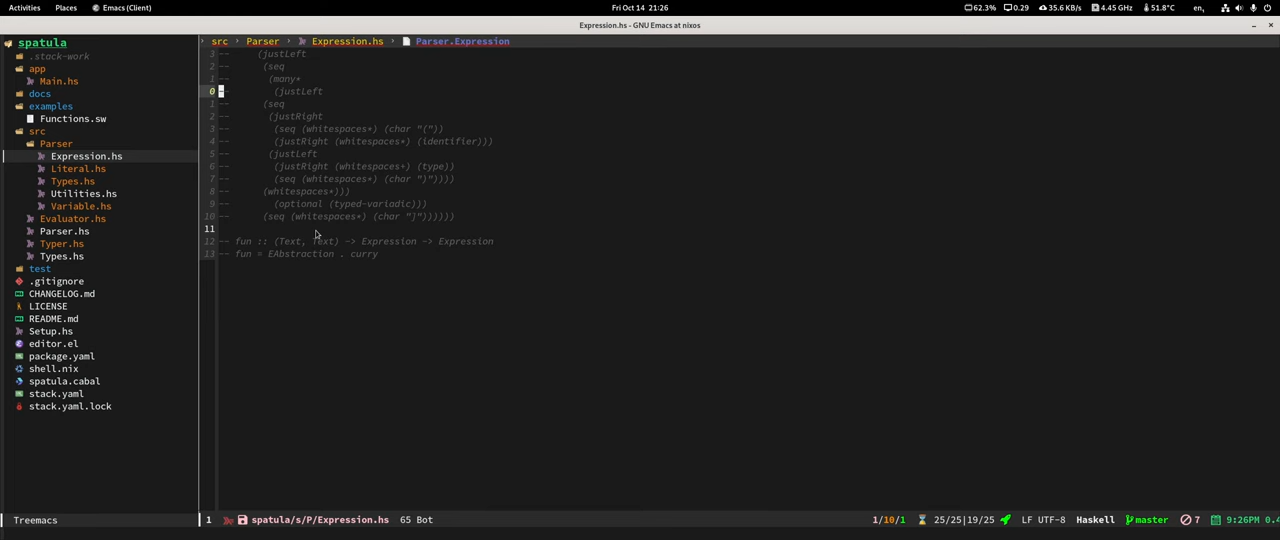 Activities Places Emacs (Client) Fri Oct 14 21:26 62.3% 0.29 35.6 KB/s 4.45 GHz 51.8°C en₁
Expression.hs - GNU Emacs at nixos
spatula
.stack-work
app
Main.hs
docs
examples
Functions.sw
src
Parser
Expression.hs
Literal.hs
Types.hs
Utilities.hs
Variable.hs
Evaluator.hs
Parser.hs
Typer.hs
Types.hs
test
.gitignore
CHANGELOG.md
LICENSE
README.md
Setup.hs
editor.el
package.yaml
shell.nix
spatula.cabal
stack.yaml
stack.yaml.lock
src › Parser › Expression.hs › Parser.Expression
3 -- (justLeft
2 -- (seq
1 -- (many*
0 -- (justLeft
1 -- (seq
2 -- (justRight
3 -- (seq (whitespaces*) (char "("))
4 -- (justRight (whitespaces*) (identifier)))
5 -- (justLeft
6 -- (justRight (whitespaces+) (type))
7 -- (seq (whitespaces*) (char ")"))))
8 -- (whitespaces*)))
9 -- (optional (typed-variadic)))
10 -- (seq (whitespaces*) (char "]"))))))
11
12 -- fun :: (Text, Text) -> Expression -> Expression
13 -- fun = EAbstraction . curry
Treemacs 1 spatula/s/P/Expression.hs 65 Bot 1/10/1 25/25|19/25 LF UTF-8 Haskell master 7 9:26PM 0.4